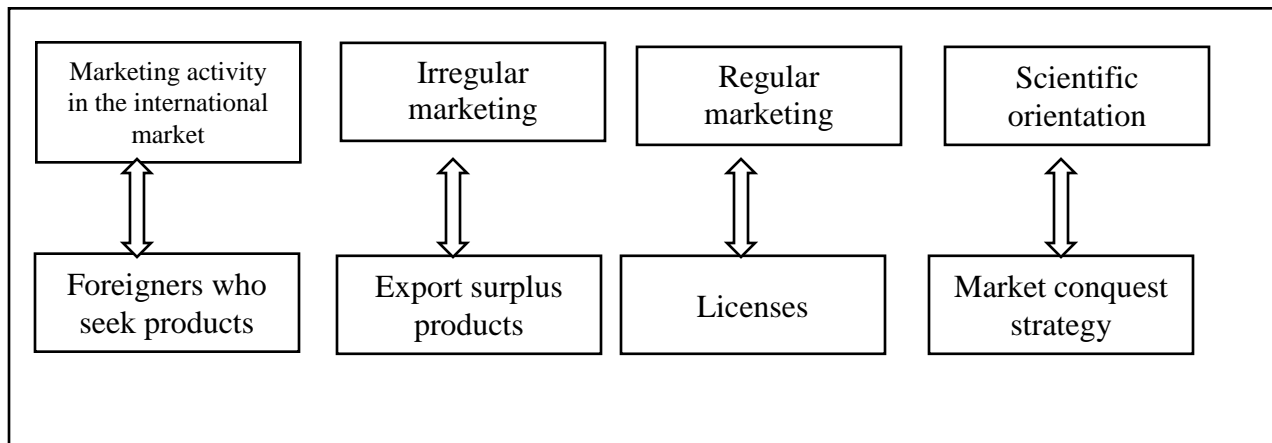 Marketing activity
in the international
market
Irregular
marketing
Regular
marketing
Scientific
orientation
Foreigners who
seek products
Export surplus
products
Licenses
Market conquest
strategy